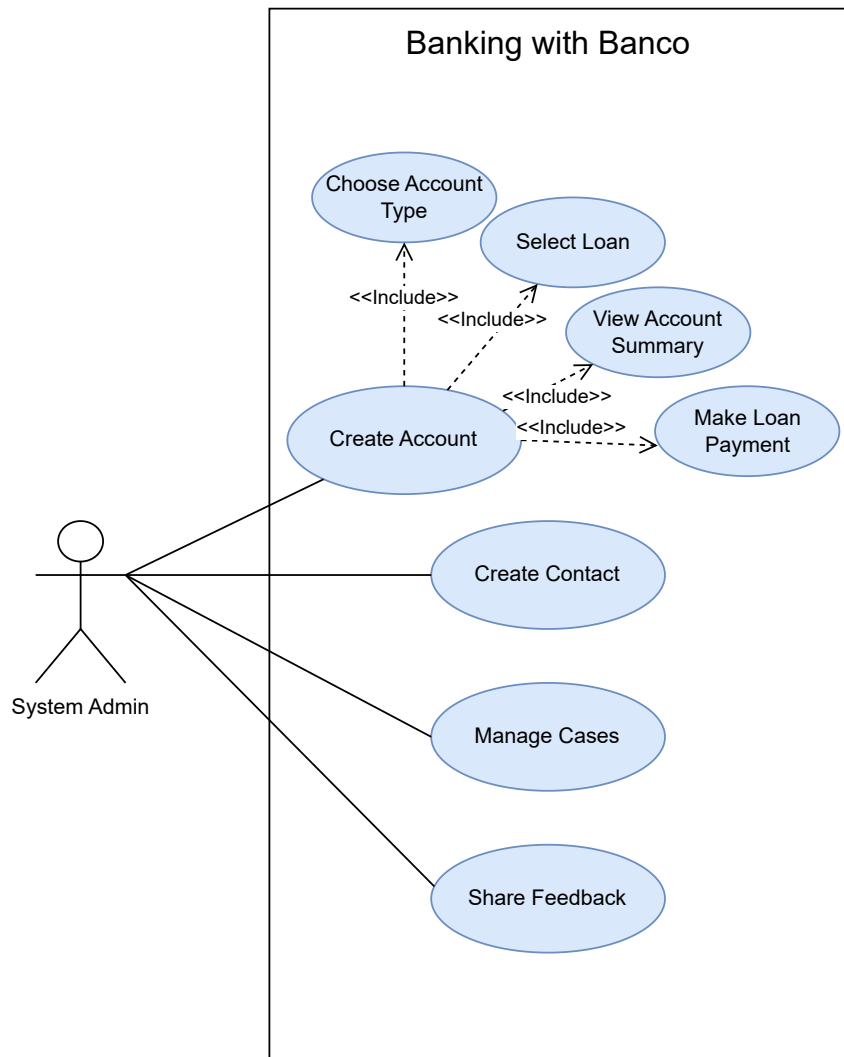 Banking with Banco
Choose Account
Type
Select Loan
<<Include>>
<<Include>>
View Account
Summary
<<Include>>
Make Loan
Payment
<<Include>>
Create Account
Create Contact
System Admin
Manage Cases
Share Feedback